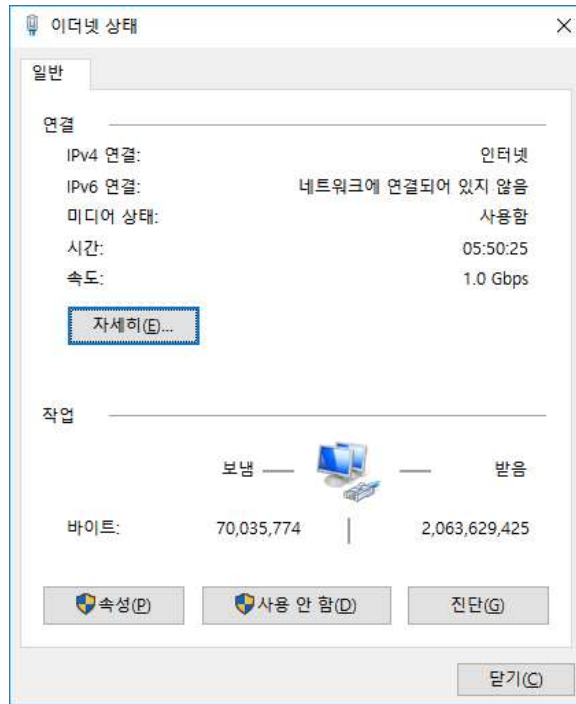 이더넷 상태
일반
연결
IPv4 연결: 인터넷
IPv6 연결: 네트워크에 연결되어 있지 않음
미디어 상태: 사용함
시간: 05:50:25
속도: 1.0 Gbps
자세히(E)...
작업
보냄 받음
바이트: 70,035,774 2,063,629,425
속성(P) 사용 안 함(D) 진단(G)
닫기(C)